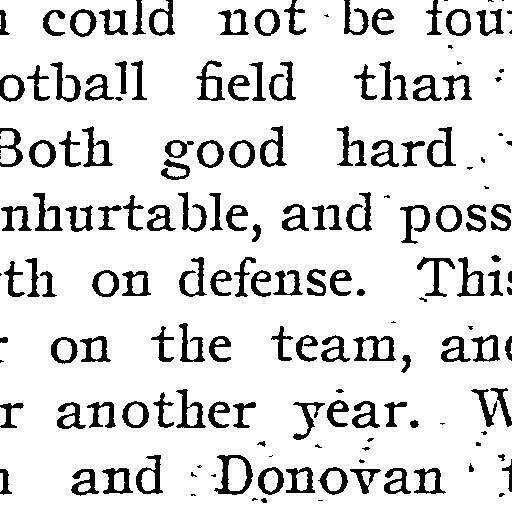 could not be
otball field than
Both good hard
nhurtable, and poss
th on defense. This
on the team, and
r another year. W
and Donovan